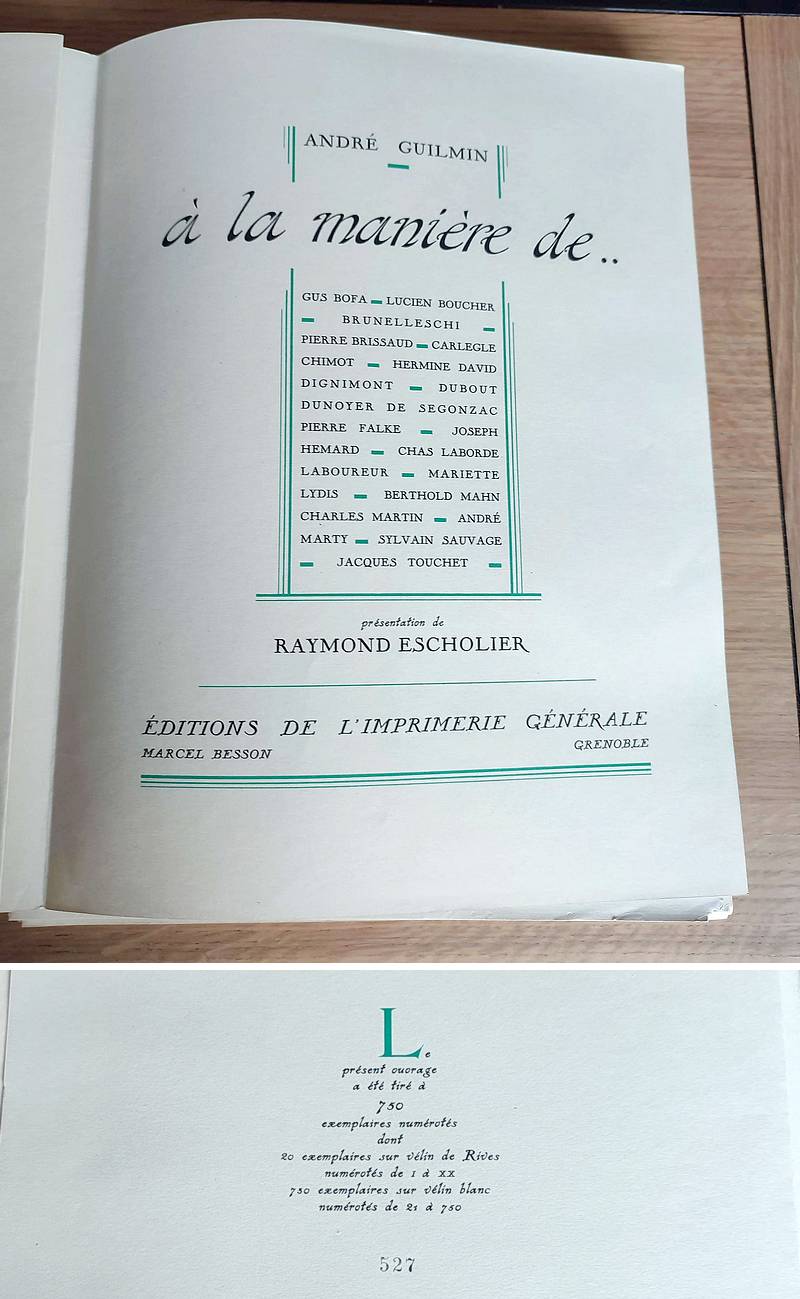 ANDRÉ GUILMIN
à la manière de..
GUS BOFA – LUCIEN BOUCHER
– BRUNELLESCHI –
PIERRE BRISSAUD – CARLEGLE
CHIMOT – HERMINE DAVID
DIGNIMONT – DUBOUT
DUNOYER DE SEGONZAC
PIERRE FALKE – JOSEPH
HEMARD – CHAS LABORDE
LABOUREUR – MARIETTE
LYDIS – BERTHOLD MAHN
CHARLES MARTIN – ANDRÉ
MARTY – SYLVAIN SAUVAGE
– JACQUES TOUCHET –
présentation de
RAYMOND ESCHOLIER
ÉDITIONS DE L'IMPRIMERIE GÉNÉRALE
MARCEL BESSON GRENOBLE
Le
présent ouvrage
a été tiré à
750
exemplaires numérotés
dont
20 exemplaires sur vélin de Rives
numérotés de 1 à XX
730 exemplaires sur vélin blanc
numérotés de 21 à 750
527